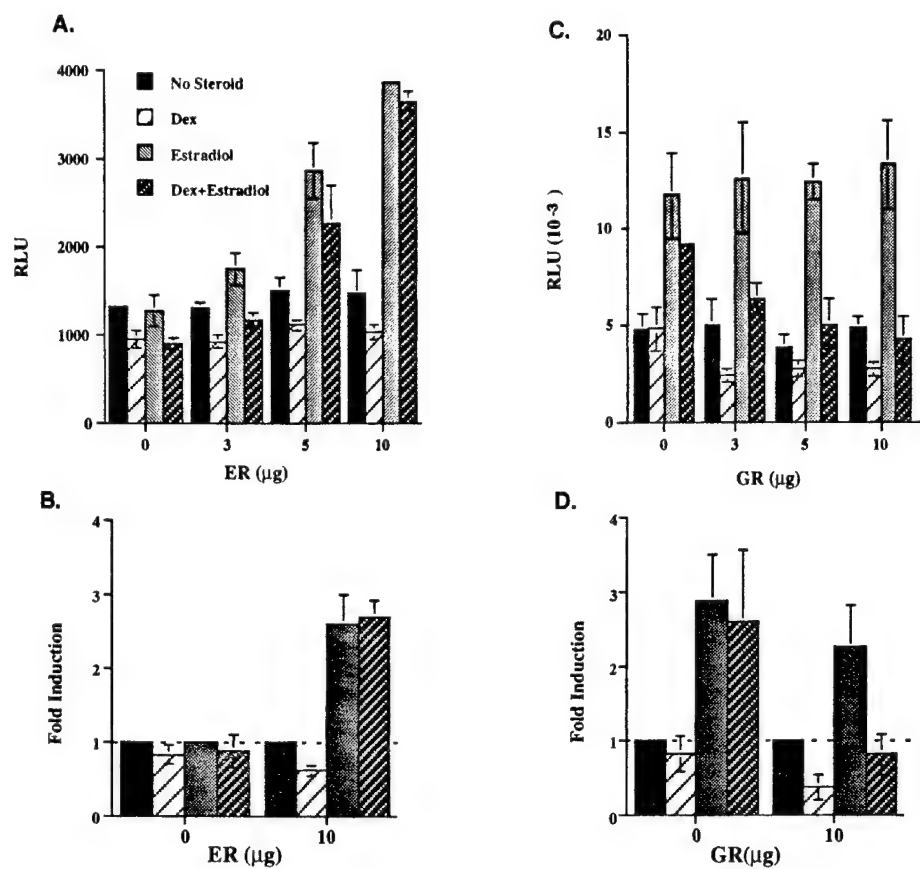 A.
4000
3000
2000
1000
0
RLU
No Steroid
Dex
Estradiol
Dex+Estradiol
0 3 5 10
ER (µg)
C.
20
15
10
5
0
RLU (10⁻³)
0 3 5 10
GR (µg)
B.
4
3
2
1
0
Fold Induction
0 10
ER (µg)
D.
4
3
2
1
0
Fold Induction
0 10
GR(µg)